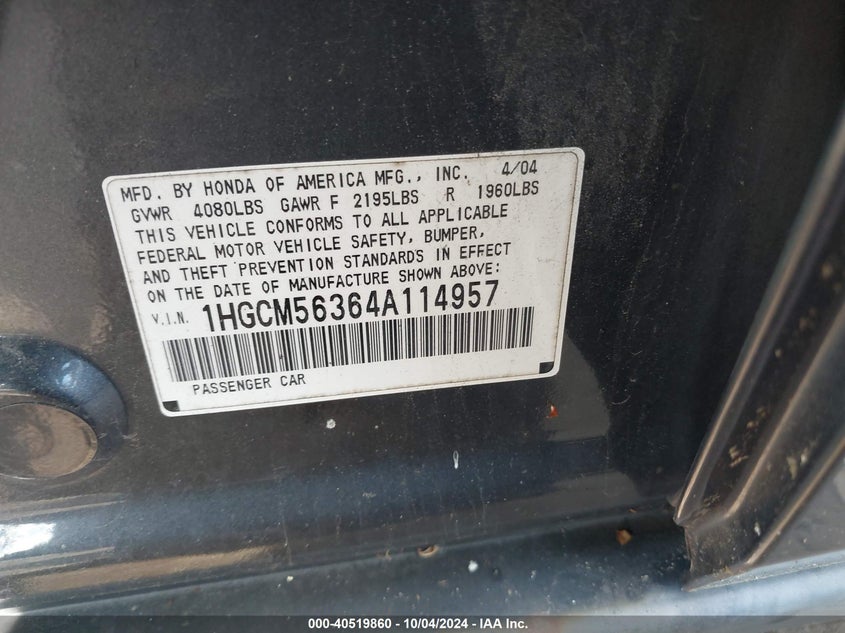 MFD. BY HONDA OF AMERICA MFG., INC. 4/04
GVWR 4080LBS GAWR F 2195LBS R 1960LBS
THIS VEHICLE CONFORMS TO ALL APPLICABLE
FEDERAL MOTOR VEHICLE SAFETY, BUMPER,
AND THEFT PREVENTION STANDARDS IN EFFECT
ON THE DATE OF MANUFACTURE SHOWN ABOVE:
V.I.N. 1HGCM56364A114957
PASSENGER CAR
000-40519860 - 10/04/2024 - IAA Inc.